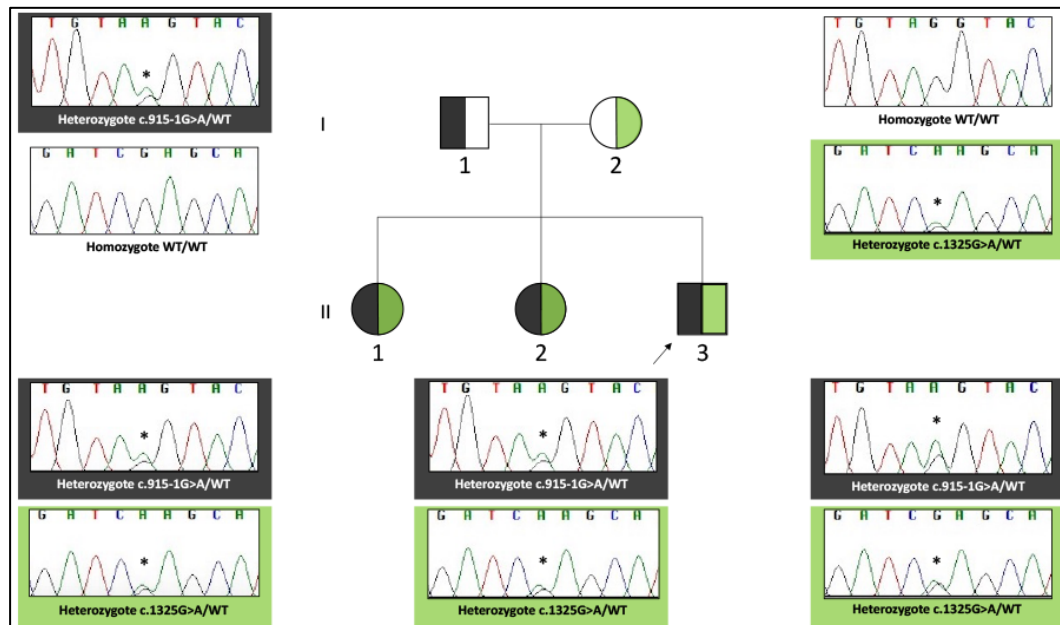 T G T A A G T A C
*
Heterozygote c.915-1G>A/WT
G A T C G A G C A
Homozygote WT/WT
T G T A G G T A C
Homozygote WT/WT
G A T C A A G C A
*
Heterozygote c.1325G>A/WT
I
1
2
II
1
2
3
T G T A A G T A C
*
Heterozygote c.915-1G>A/WT
G A T C A A G C A
*
Heterozygote c.1325G>A/WT
T G T A A G T A C
*
Heterozygote c.915-1G>A/WT
G A T C A A G C A
*
Heterozygote c.1325G>A/WT
T G T A A G T A C
*
Heterozygote c.915-1G>A/WT
G A T C G A G C A
*
Heterozygote c.1325G>A/WT